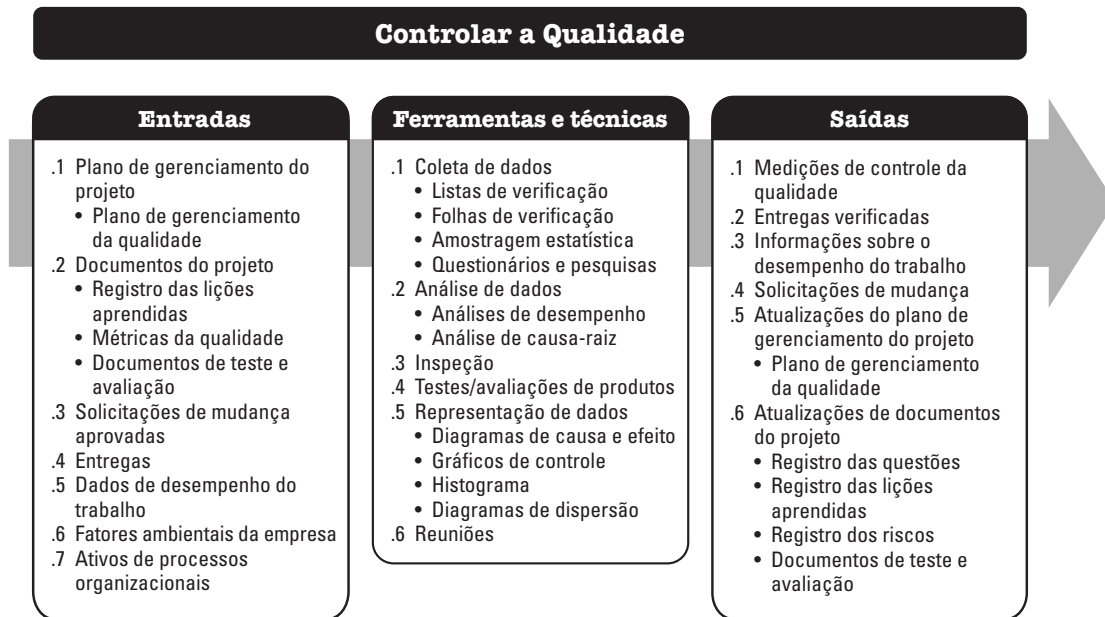 Controlar a Qualidade
Entradas
.1 Plano de gerenciamento do
projeto
• Plano de gerenciamento
da qualidade
.2 Documentos do projeto
• Registro das lições
aprendidas
• Métricas da qualidade
• Documentos de teste e
avaliação
.3 Solicitações de mudança
aprovadas
.4 Entregas
.5 Dados de desempenho do
trabalho
.6 Fatores ambientais da empresa
.7 Ativos de processos
organizacionais
Ferramentas e técnicas
.1 Coleta de dados
• Listas de verificação
• Folhas de verificação
• Amostragem estatística
• Questionários e pesquisas
.2 Análise de dados
• Análises de desempenho
• Análise de causa-raiz
.3 Inspeção
.4 Testes/avaliações de produtos
.5 Representação de dados
• Diagramas de causa e efeito
• Gráficos de controle
• Histograma
• Diagramas de dispersão
.6 Reuniões
Saídas
.1 Medições de controle da
qualidade
.2 Entregas verificadas
.3 Informações sobre o
desempenho do trabalho
.4 Solicitações de mudança
.5 Atualizações do plano de
gerenciamento do projeto
• Plano de gerenciamento
da qualidade
.6 Atualizações de documentos
do projeto
• Registro das questões
• Registro das lições
aprendidas
• Registro dos riscos
• Documentos de teste e
avaliação